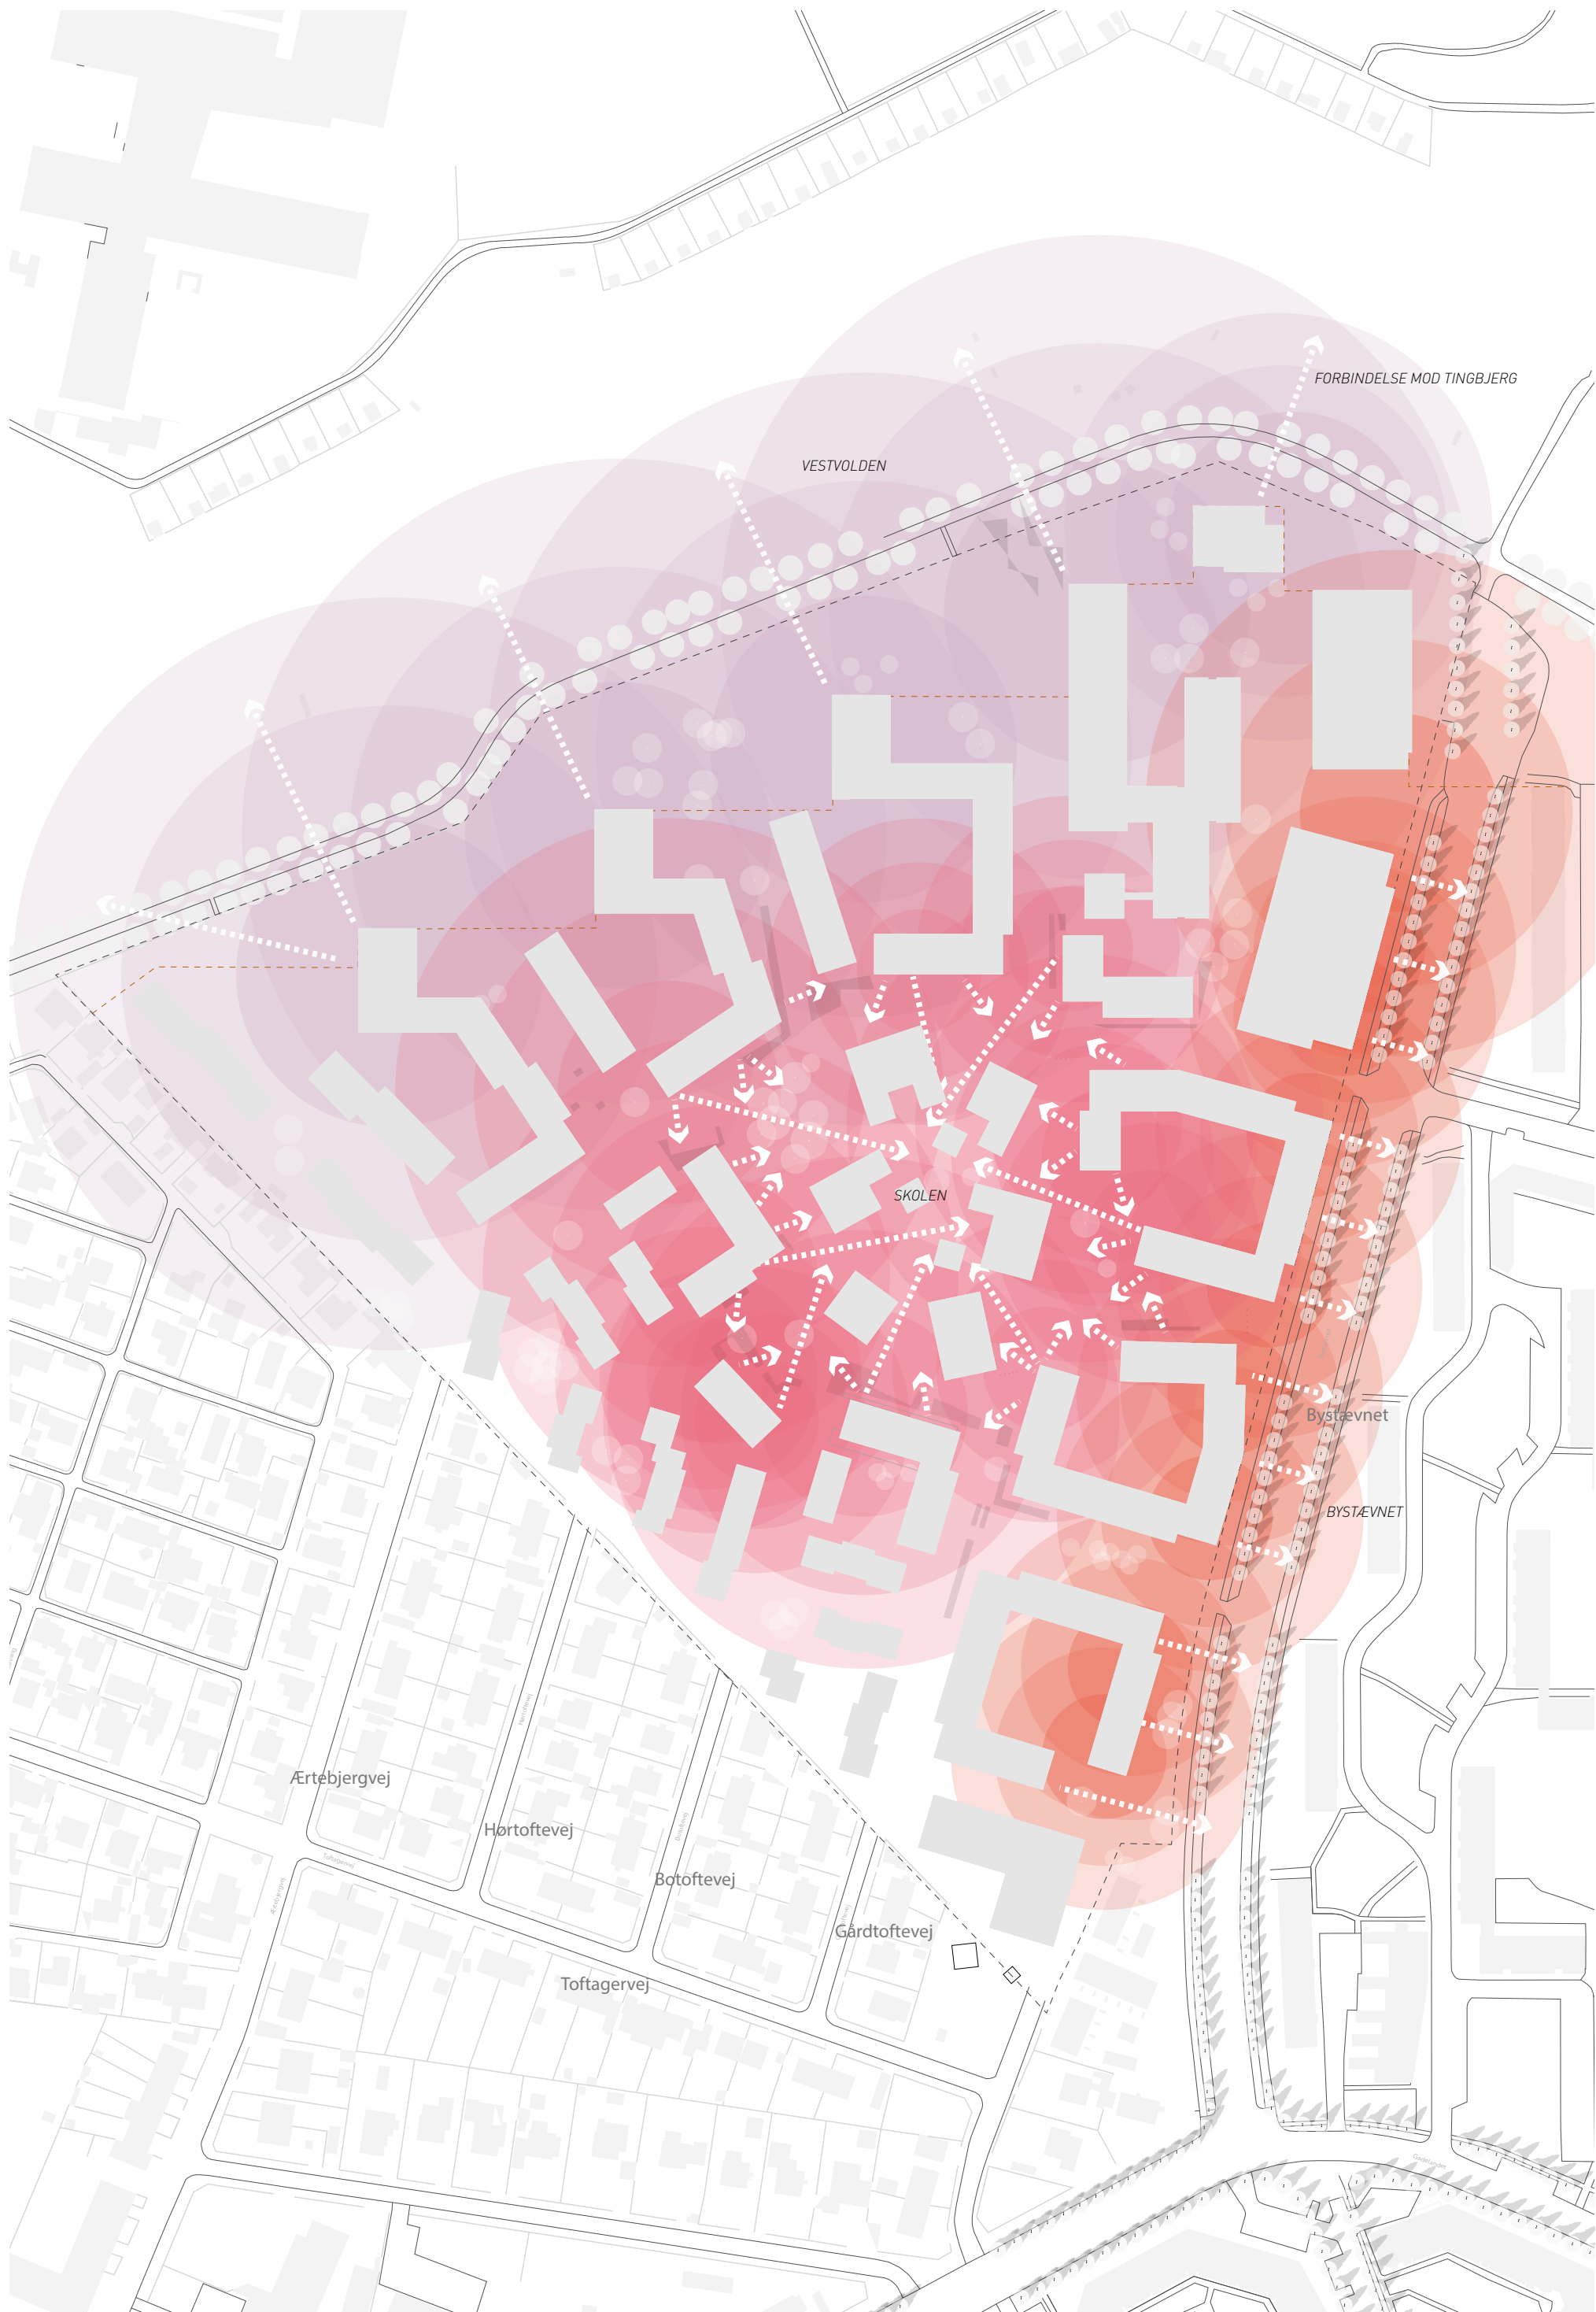 FORBINDELSE MOD TINGBJERG
VESTVOLDEN
SKOLEN
Bystævnet
BYSTÆVNET
Ærtebjergvej
Hørtoftevej
Botoftevej
Gårdtoftevej
Toftagervej